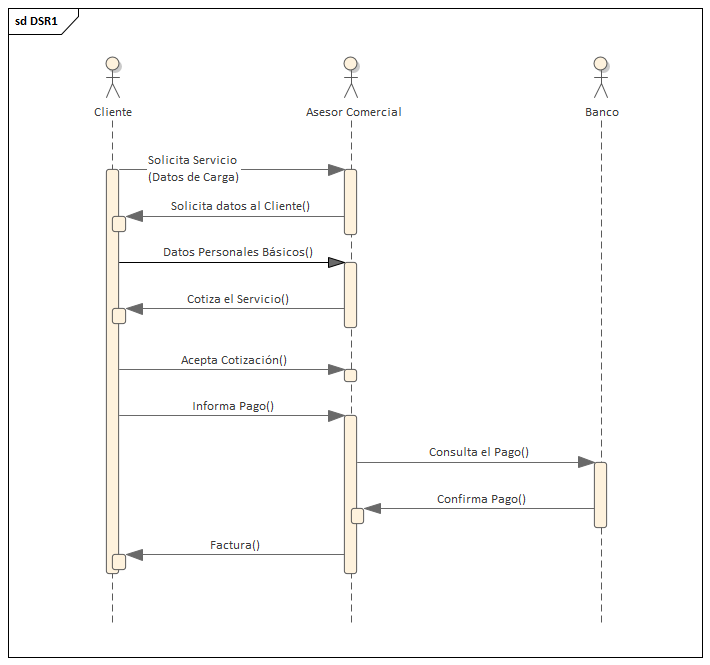 sd DSR1
Cliente
Asesor Comercial
Banco
Solicita Servicio
(Datos de Carga)
Solicita datos al Cliente()
Datos Personales Básicos()
Cotiza el Servicio()
Acepta Cotización()
Informa Pago()
Consulta el Pago()
Confirma Pago()
Factura()